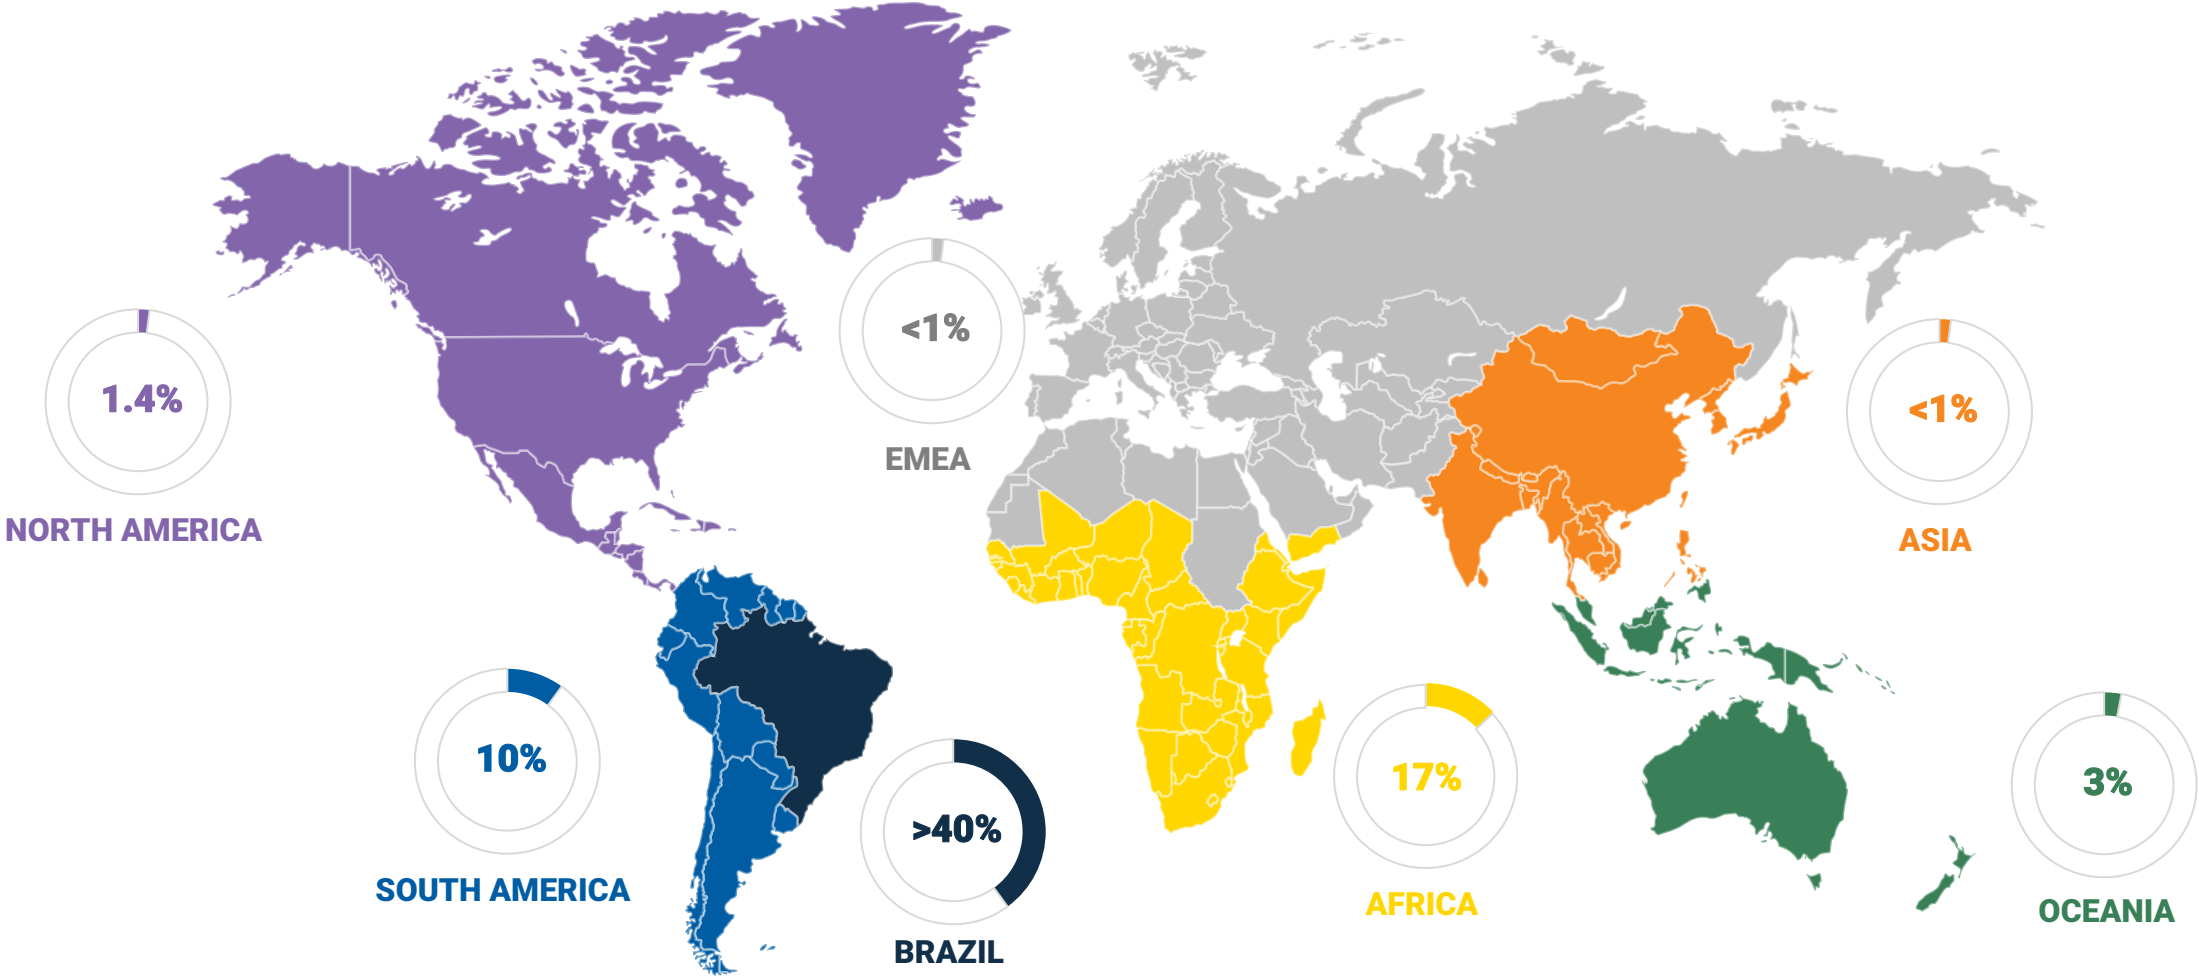 <1%
EMEA
1.4%
NORTH AMERICA
<1%
ASIA
10%
SOUTH AMERICA
>40%
BRAZIL
17%
AFRICA
3%
OCEANIA